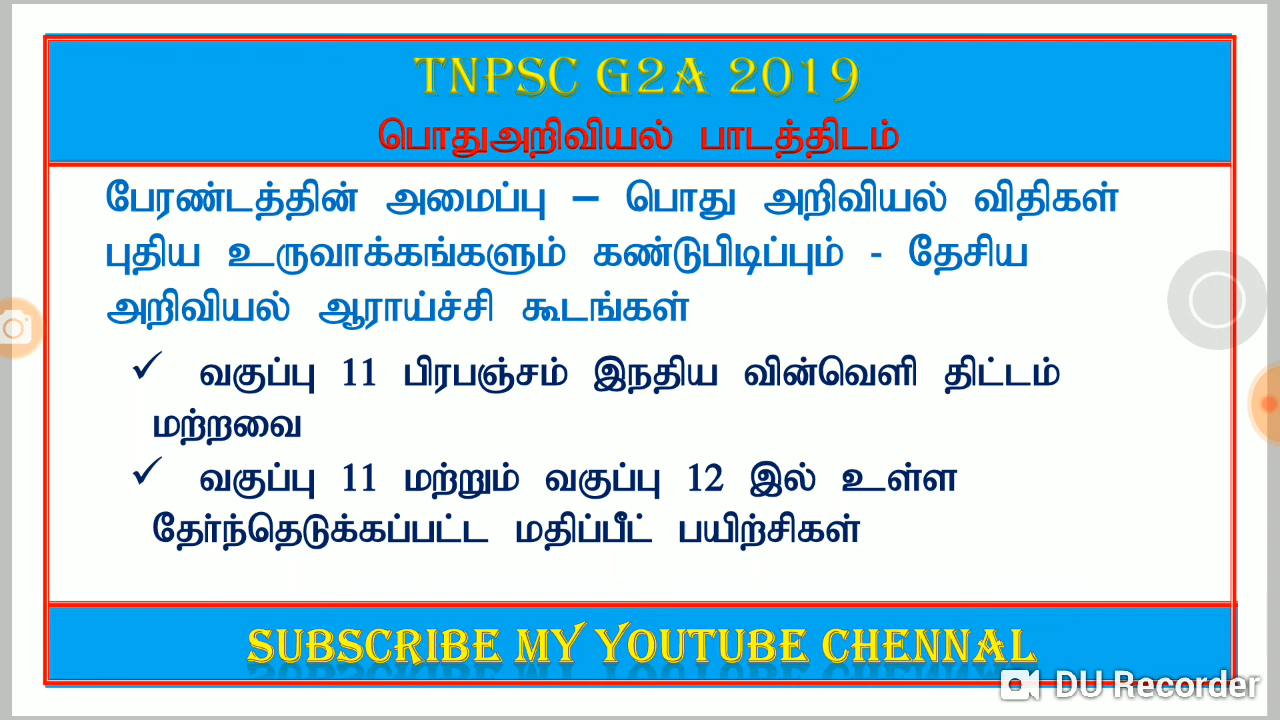 TNPSC G2A 2019
பொதுஅறிவியல் பாடத்திடம்
பேரண்டத்தின் அமைப்பு – பொது அறிவியல் விதிகள்
புதிய உருவாக்கங்களும் கண்டுபிடிப்பும் - தேசிய
அறிவியல் ஆராய்ச்சி கூடங்கள்
✓ வகுப்பு 11 பிரபஞ்சம் இநதிய வின்வெளி திட்டம்
மற்றவை
✓ வகுப்பு 11 மற்றும் வகுப்பு 12 இல் உள்ள
தேர்ந்தெடுக்கப்பட்ட மதிப்பீட் பயிற்சிகள்
SUBSCRIBE MY YOUTUBE CHENNAL
DU Recorder